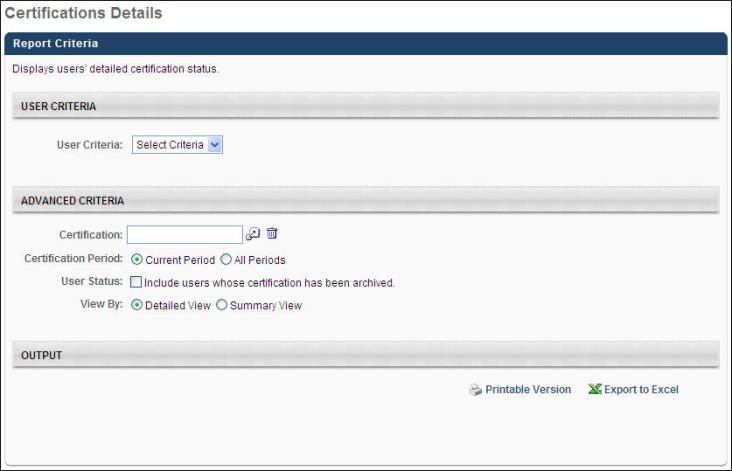 Certifications Details
Report Criteria
Displays users' detailed certification status.
USER CRITERIA
User Criteria: Select Criteria
ADVANCED CRITERIA
Certification:
Certification Period: Current Period All Periods
User Status: Include users whose certification has been archived.
View By: Detailed View Summary View
OUTPUT
Printable Version Export to Excel